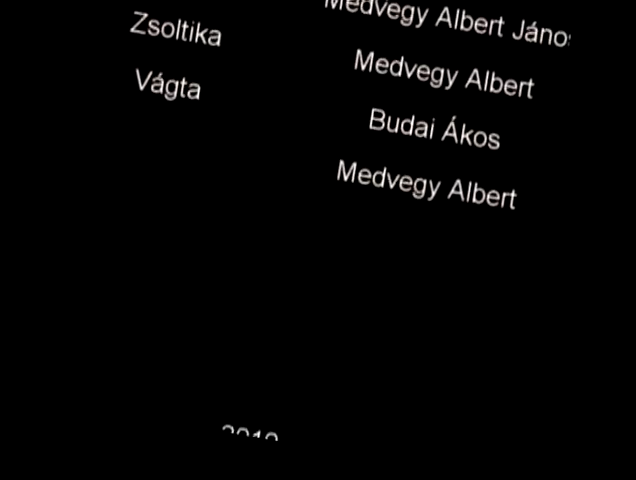 Medvegy Albert János
Zsoltika
Medvegy Albert
Vágta
Budai Ákos
Medvegy Albert